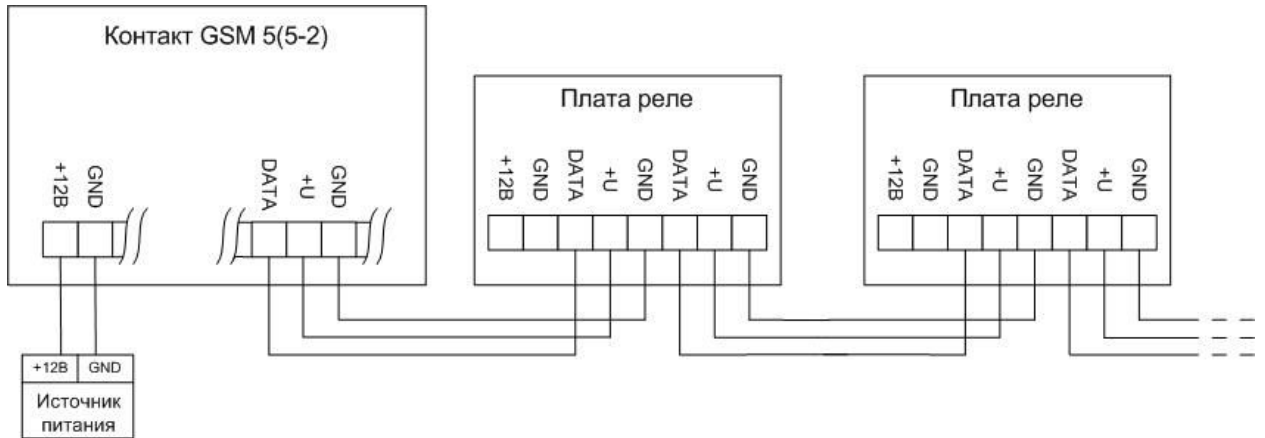 Контакт GSM 5(5-2)
+12В
GND
DATA
+U
GND
Плата реле
+12В
GND
DATA
+U
GND
DATA
+U
GND
Плата реле
+12В
GND
DATA
+U
GND
DATA
+U
GND
+12В
GND
Источник
питания